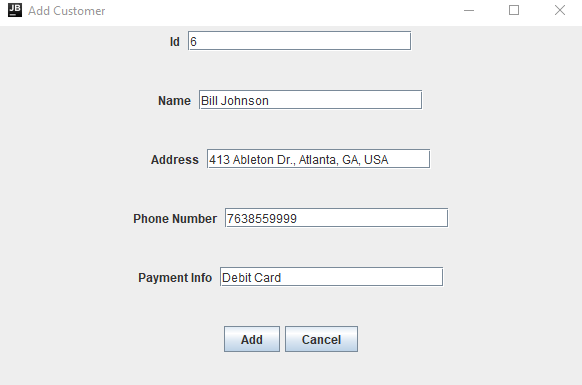 JB Add Customer
Id 6
Name Bill Johnson
Address 413 Ableton Dr., Atlanta, GA, USA
Phone Number 7638559999
Payment Info Debit Card
Add Cancel